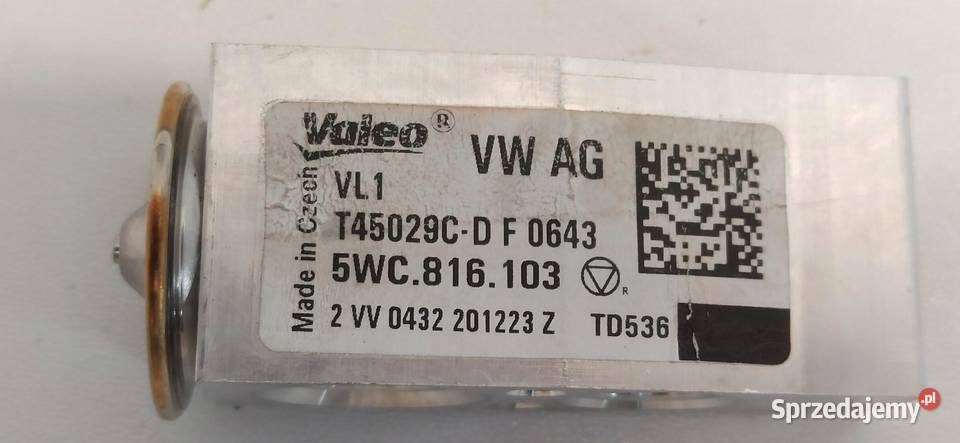 Valeo®
VW AG
Made in Czech
VL1
T45029C-D F 0643
5WC.816.103
R
2 VV 0432 201223 Z TD536
Sprzedajemy.pl